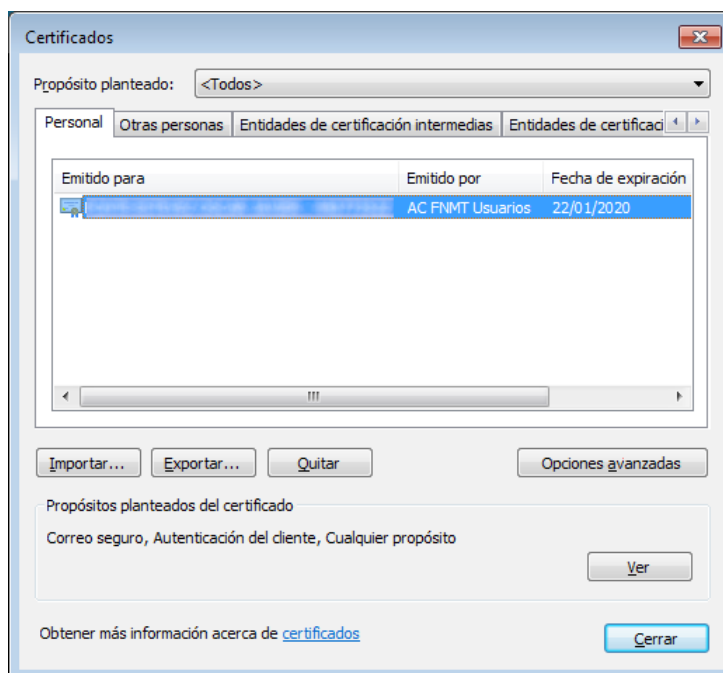 Certificados
Propósito planteado: <Todos>
Personal Otras personas Entidades de certificación intermedias Entidades de certificaci
Emitido para Emitido por Fecha de expiración
AC FNMT Usuarios 22/01/2020
Importar... Exportar... Quitar Opciones avanzadas
Propósitos planteados del certificado
Correo seguro, Autenticación del cliente, Cualquier propósito
Ver
Obtener más información acerca de certificados
Cerrar